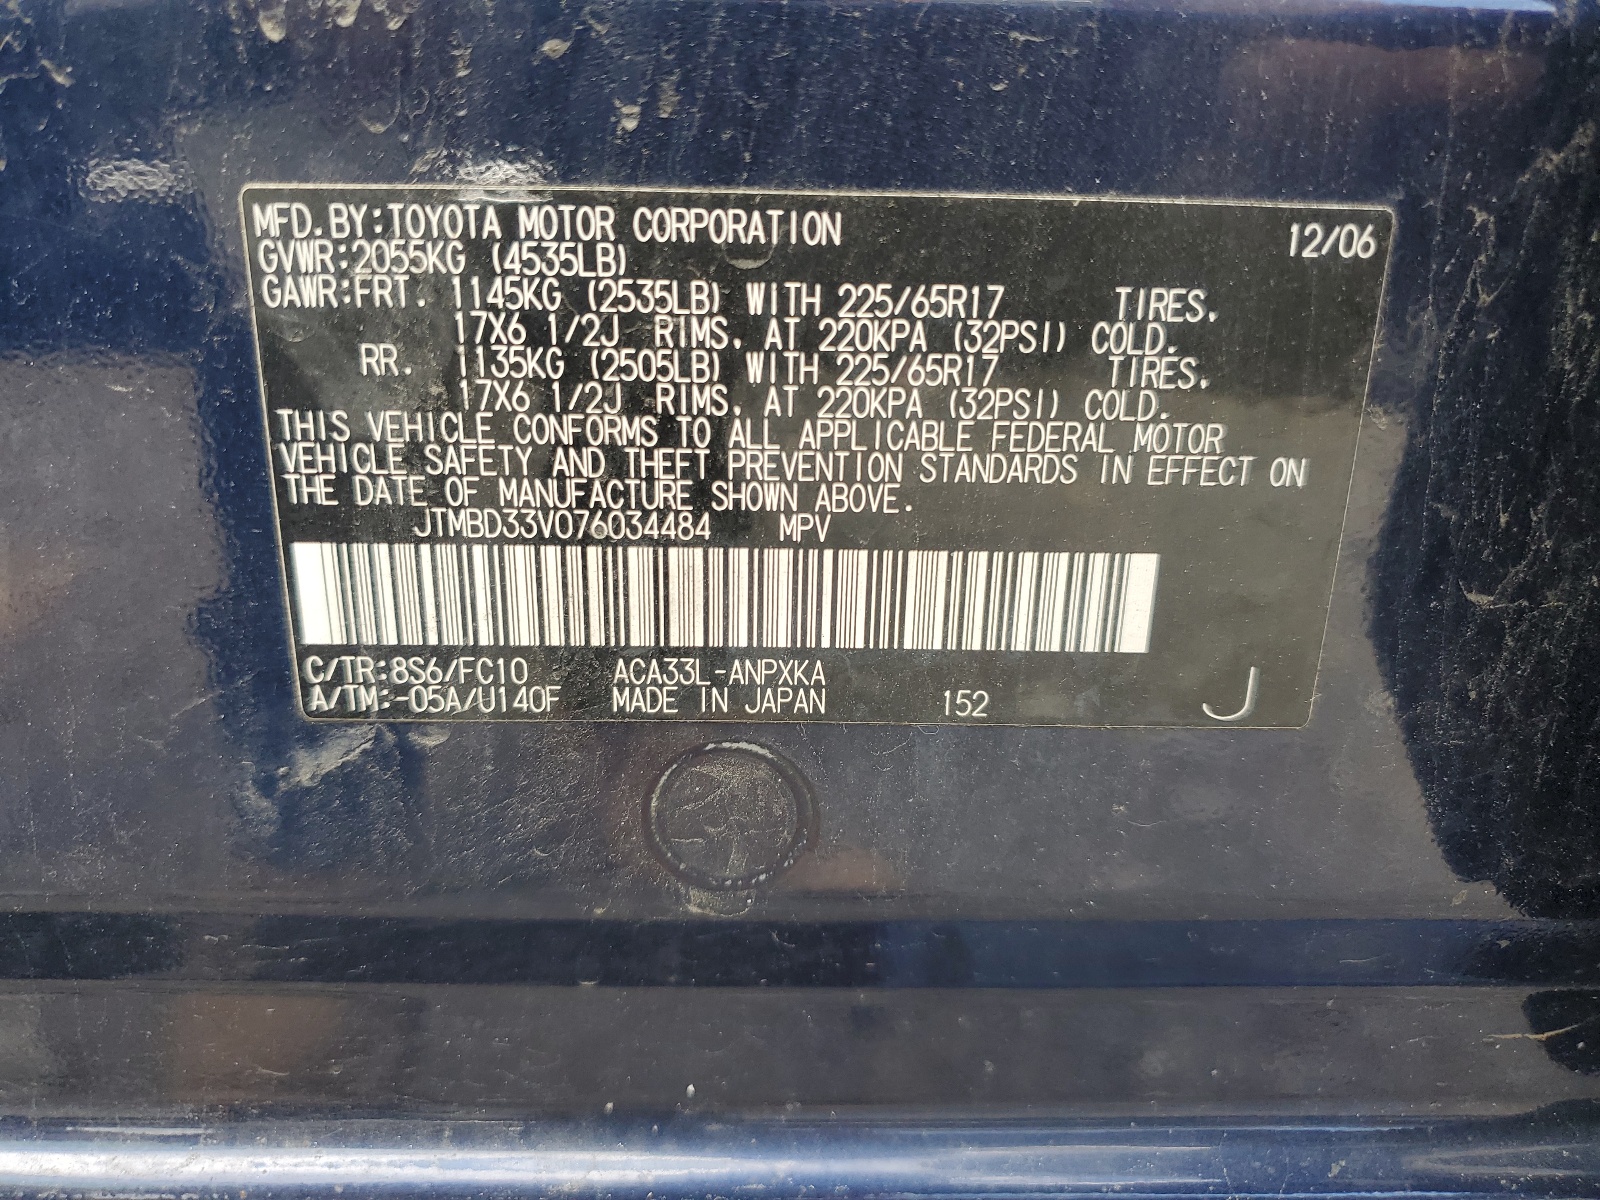 MFD.BY:TOYOTA MOTOR CORPORATION 12/06
GVWR:2055KG (4535LB)
GAWR:FRT. 1145KG (2535LB) WITH 225/65R17 TIRES,
17X6 1/2J RIMS, AT 220KPA (32PSI) COLD.
RR. 1135KG (2505LB) WITH 225/65R17 TIRES,
17X6 1/2J RIMS, AT 220KPA (32PSI) COLD.
THIS VEHICLE CONFORMS TO ALL APPLICABLE FEDERAL MOTOR
VEHICLE SAFETY AND THEFT PREVENTION STANDARDS IN EFFECT ON
THE DATE OF MANUFACTURE SHOWN ABOVE.
JTMBD33V076034484 MPV
C/TR:8S6/FC10 ACA33L-ANPXKA
A/TM:-05A/U140F MADE IN JAPAN 152 J